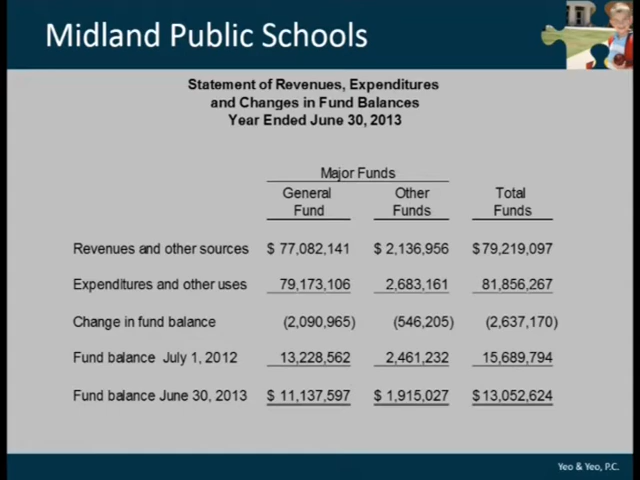 Midland Public Schools
Statement of Revenues, Expenditures
and Changes in Fund Balances
Year Ended June 30, 2013
Major Funds
General Other Total
Fund Funds Funds
Revenues and other sources $ 77,082,141 $ 2,136,956 $79,219,097
Expenditures and other uses 79,173,106 2,683,161 81,856,267
Change in fund balance (2,090,965) (546,205) (2,637,170)
Fund balance July 1, 2012 13,228,562 2,461,232 15,689,794
Fund balance June 30, 2013 $ 11,137,597 $ 1,915,027 $13,052,624
Yeo & Yeo, P.C.